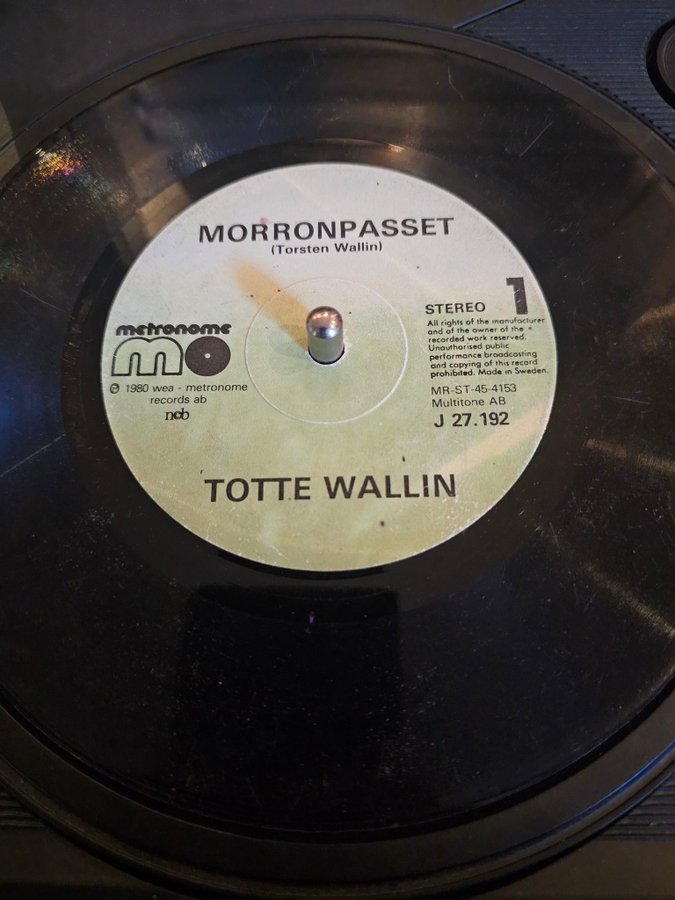 MORRONPASSET
(Torsten Wallin)
metronome
mo
℗ 1980 wea - metronome
records ab
ncb
STEREO 1
All rights of the manufacturer
and of the owner of the
recorded work reserved.
Unauthorised public
performance broadcasting
and copying of this record
prohibited. Made in Sweden.
MR-ST-45-4153
Multitone AB
J 27.192
TOTTE WALLIN